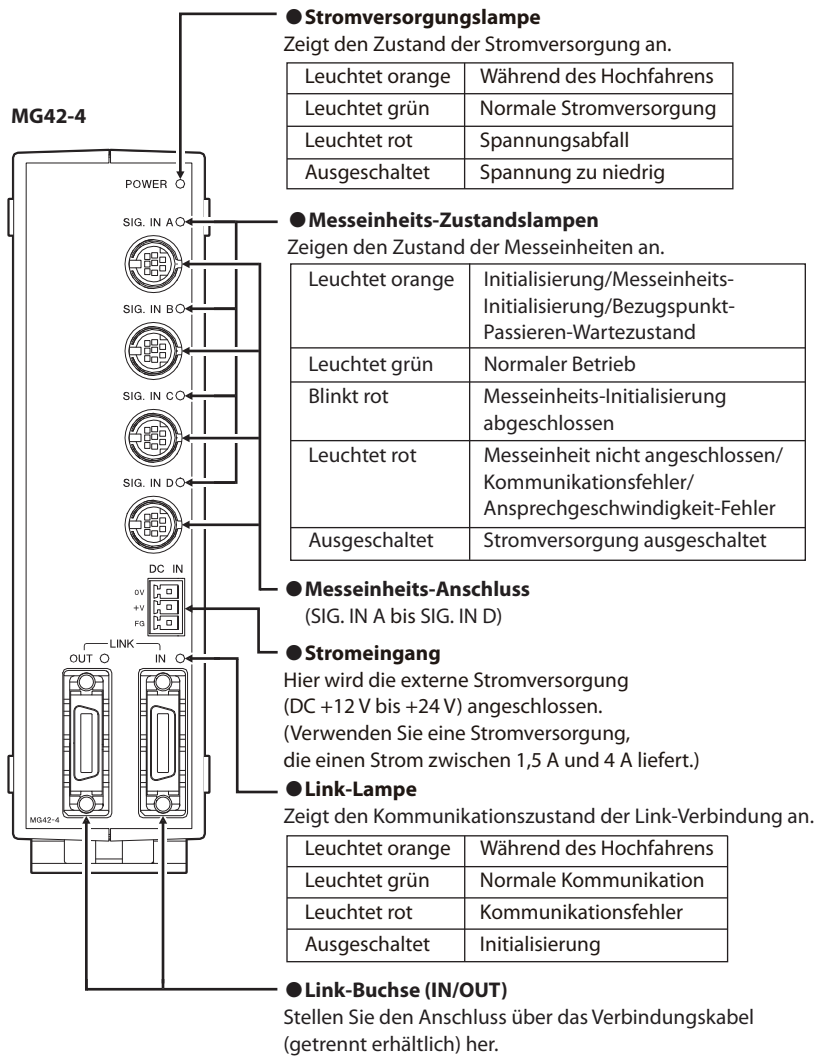 ●Stromversorgungslampe
Zeigt den Zustand der Stromversorgung an.
Leuchtet orange Während des Hochfahrens
Leuchtet grün Normale Stromversorgung
Leuchtet rot Spannungsabfall
Ausgeschaltet Spannung zu niedrig
MG42-4
POWER
SIG. IN A
SIG. IN B
SIG. IN C
SIG. IN D
DC IN
0V
+V
FG
LINK
OUT IN
MG42-4
●Messeinheits-Zustandslampen
Zeigen den Zustand der Messeinheiten an.
Leuchtet orange Initialisierung/Messeinheits-
Initialisierung/Bezugspunkt-
Passieren-Wartezustand
Leuchtet grün Normaler Betrieb
Blinkt rot Messeinheits-Initialisierung
abgeschlossen
Leuchtet rot Messeinheit nicht angeschlossen/
Kommunikationsfehler/
Ansprechgeschwindigkeit-Fehler
Ausgeschaltet Stromversorgung ausgeschaltet
●Messeinheits-Anschluss
(SIG. IN A bis SIG. IN D)
●Stromeingang
Hier wird die externe Stromversorgung
(DC +12 V bis +24 V) angeschlossen.
(Verwenden Sie eine Stromversorgung,
die einen Strom zwischen 1,5 A und 4 A liefert.)
●Link-Lampe
Zeigt den Kommunikationszustand der Link-Verbindung an.
Leuchtet orange Während des Hochfahrens
Leuchtet grün Normale Kommunikation
Leuchtet rot Kommunikationsfehler
Ausgeschaltet Initialisierung
●Link-Buchse (IN/OUT)
Stellen Sie den Anschluss über das Verbindungskabel
(getrennt erhältlich) her.